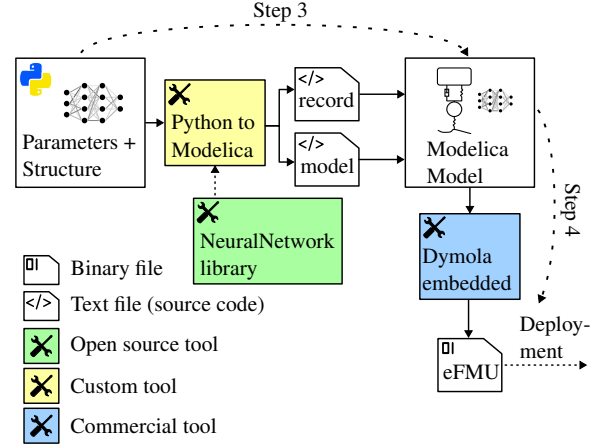 Step 3
Parameters +
Structure
Python to
Modelica
</>
record
</>
model
Modelica
Model
Step 4
NeuralNetwork
library
Dymola
embedded
Deploy-
ment
eFMU
Binary file
</>
Text file (source code)
Open source tool
Custom tool
Commercial tool